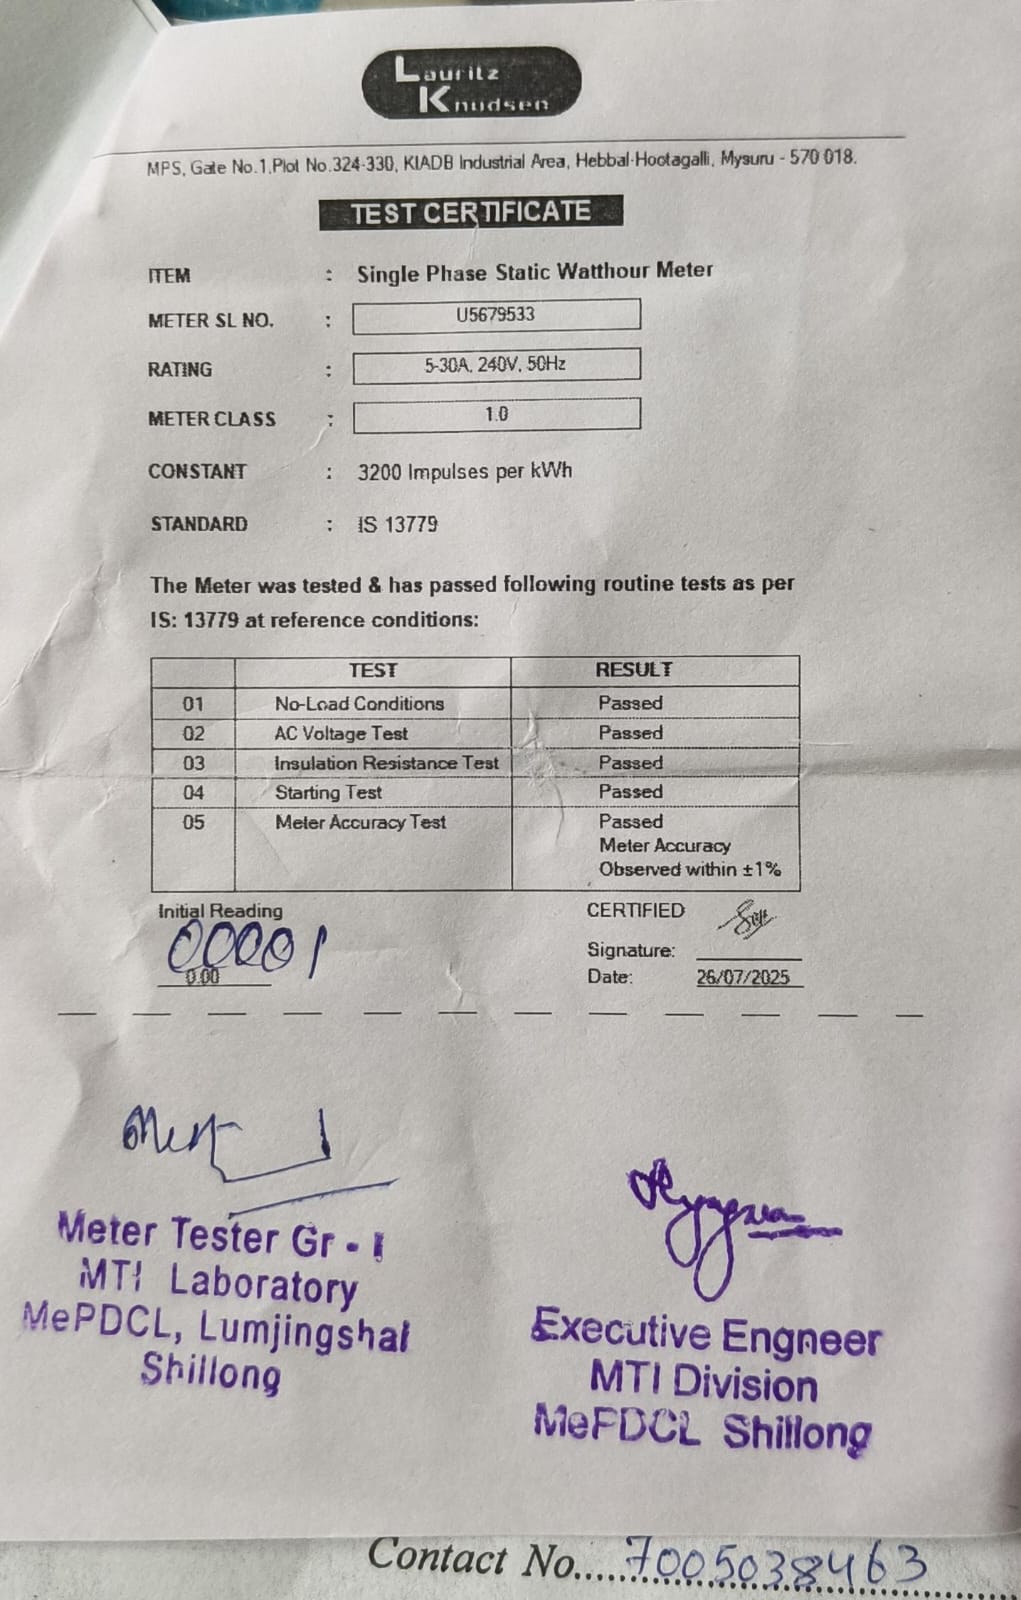 Lauritz
Knudsen
MPS, Gate No.1,Plot No.324-330, KIADB Industrial Area, Hebbal-Hootagalli, Mysuru - 570 018.
TEST CERTIFICATE
ITEM : Single Phase Static Watthour Meter
METER SL NO. : U5679533
RATING : 5-30A, 240V, 50Hz
METER CLASS : 1.0
CONSTANT : 3200 Impulses per kWh
STANDARD : IS 13779
The Meter was tested & has passed following routine tests as per
IS: 13779 at reference conditions:
TEST RESULT
01 No-Load Conditions Passed
02 AC Voltage Test Passed
03 Insulation Resistance Test Passed
04 Starting Test Passed
05 Meter Accuracy Test Passed
Meter Accuracy
Observed within ±1%
Initial Reading
00001
0.00
CERTIFIED
Signature:
Date: 26/07/2025
Meter Tester Gr - I
MTI Laboratory
MePDCL, Lumjingshai
Shillong
Executive Engneer
MTI Division
MePDCL Shillong
Contact No....7005038463